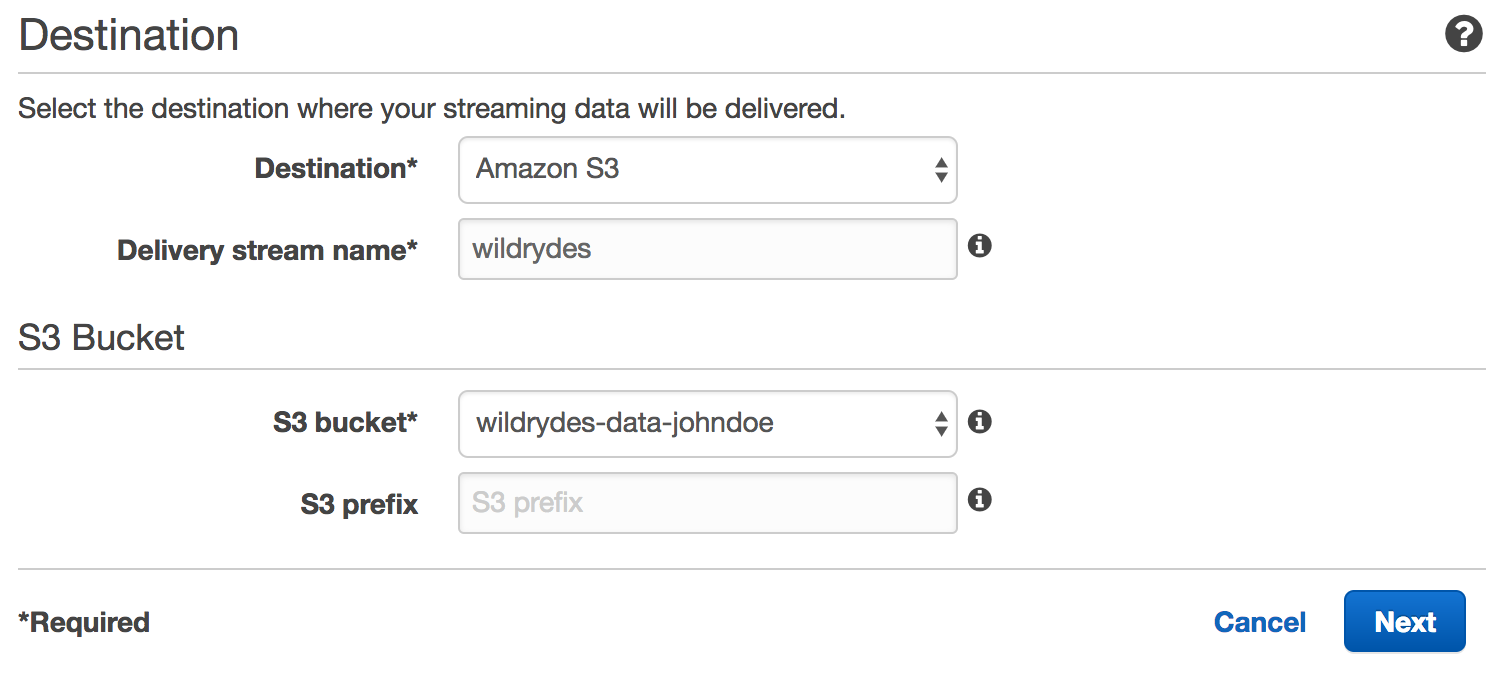 Destination
Select the destination where your streaming data will be delivered.
Destination* Amazon S3
Delivery stream name* wildrydes
S3 Bucket
S3 bucket* wildrydes-data-johndoe
S3 prefix S3 prefix
*Required Cancel Next